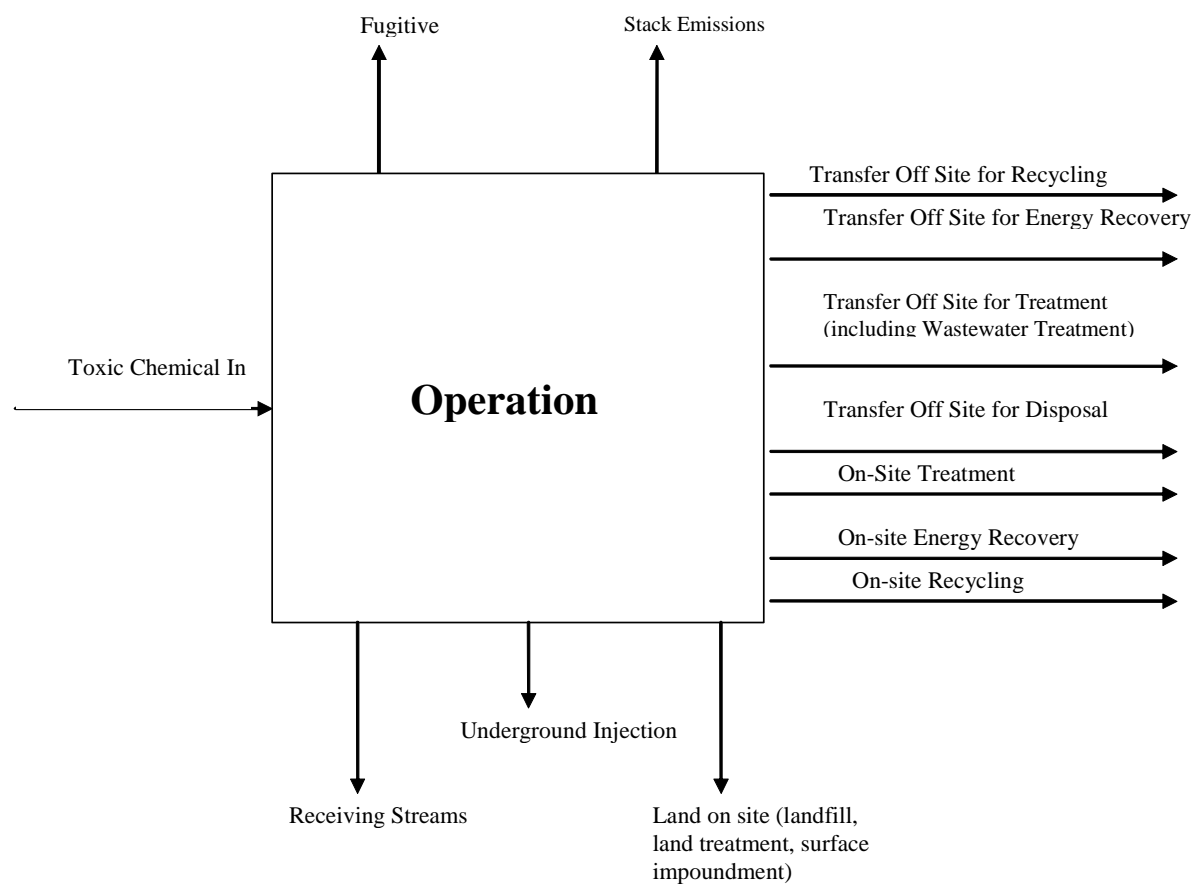 Fugitive
Stack Emissions
Transfer Off Site for Recycling
Transfer Off Site for Energy Recovery
Transfer Off Site for Treatment
(including Wastewater Treatment)
Toxic Chemical In
Operation
Transfer Off Site for Disposal
On-Site Treatment
On-site Energy Recovery
On-site Recycling
Underground Injection
Receiving Streams
Land on site (landfill,
land treatment, surface
impoundment)